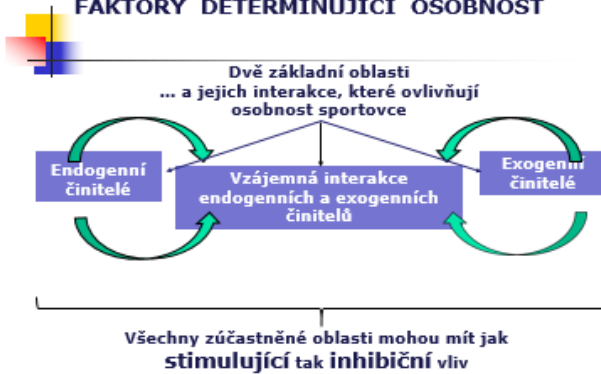 FAKTORY DETERMINUJÍCÍ OSOBNOST
Dvě základní oblasti
... a jejich interakce, které ovlivňují
osobnost sportovce
Endogenní
činitelé
Vzájemná interakce
endogenních a exogenních
činitelů
Exogenní
činitelé
Všechny zúčastněné oblasti mohou mít jak
stimulující tak inhibiční vliv